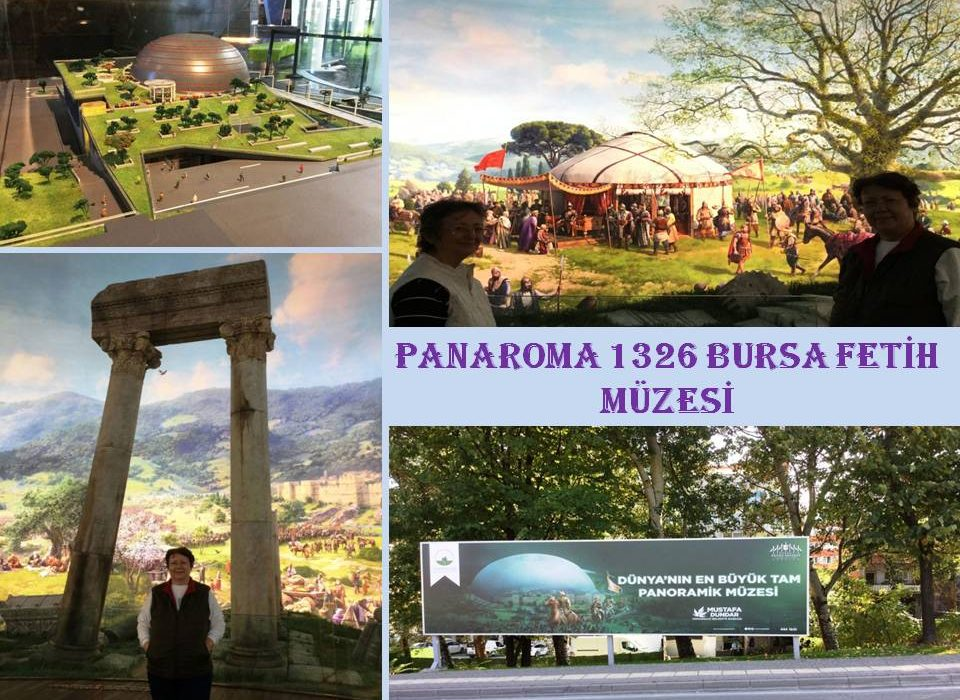 PANAROMA 1326 BURSA FETİH
MÜZESİ
DÜNYA'NIN EN BÜYÜK TAM
PANORAMİK MÜZESİ
MUSTAFA
DÜNDAR